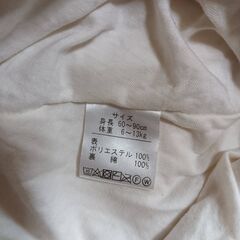 サイズ
身長 60～90cm
体重 6～13kg
表
ポリエステル 100%
裏 綿 100%